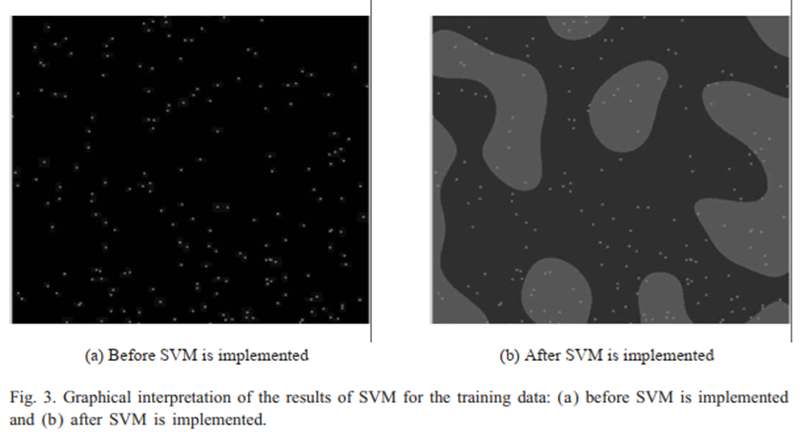 (a) Before SVM is implemented
(b) After SVM is implemented
Fig. 3. Graphical interpretation of the results of SVM for the training data: (a) before SVM is implemented
and (b) after SVM is implemented.